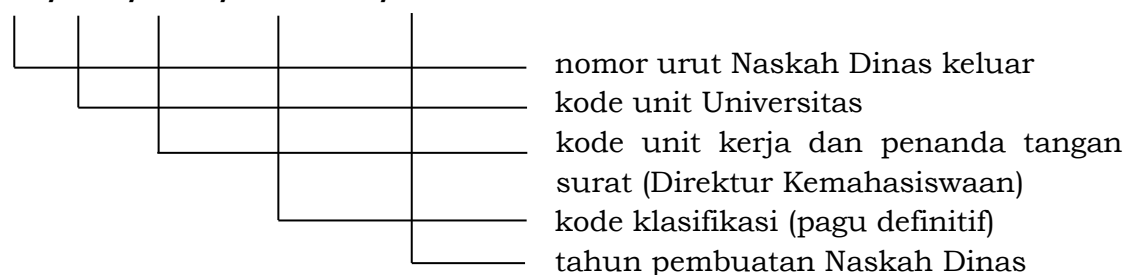 nomor urut Naskah Dinas keluar
kode unit Universitas
kode unit kerja dan penanda tangan
surat (Direktur Kemahasiswaan)
kode klasifikasi (pagu definitif)
tahun pembuatan Naskah Dinas